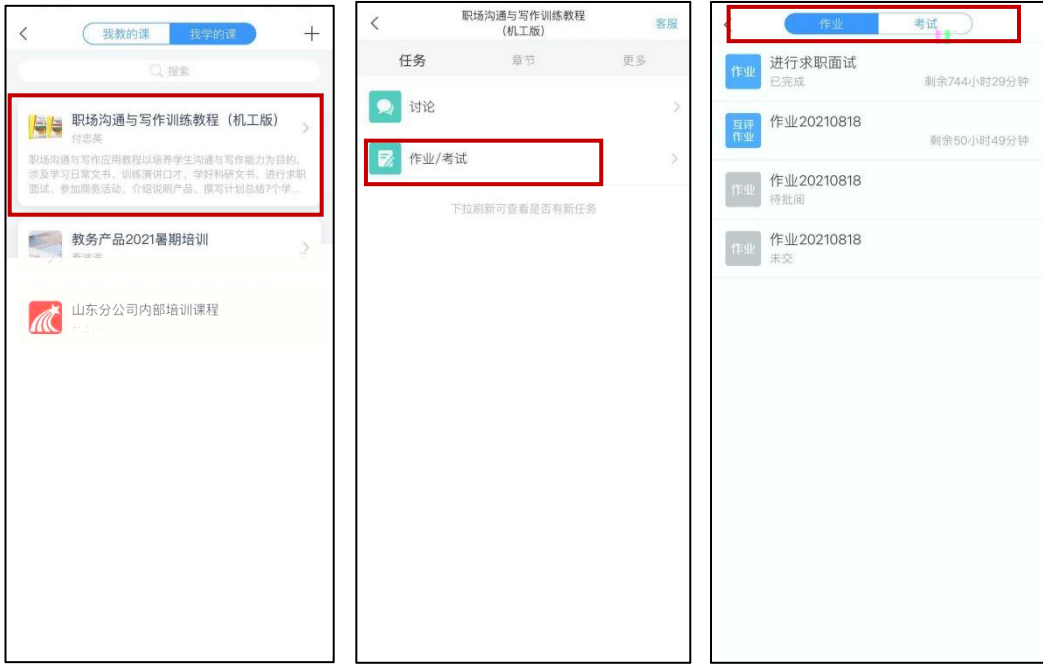 我教的课
我学的课
搜索
职场沟通与写作训练教程（机工版）
付忠英
职场沟通与写作应用教程以培养学生沟通与写作能力为目的，
涉及学习日常文书、训练演讲口才、学好科研文书、进行求职
面试、参加商务活动、介绍说明产品、撰写计划总结7个学...
教务产品2021暑期培训
山东分公司内部培训课程
职场沟通与写作训练教程
（机工版）
客服
任务
章节
更多
讨论
作业/考试
下拉刷新可查看是否有新任务
作业
考试
作业
进行求职面试
已完成
剩余744小时29分钟
互评
作业
作业20210818
剩余50小时49分钟
作业
作业20210818
待批阅
作业
作业20210818
未交